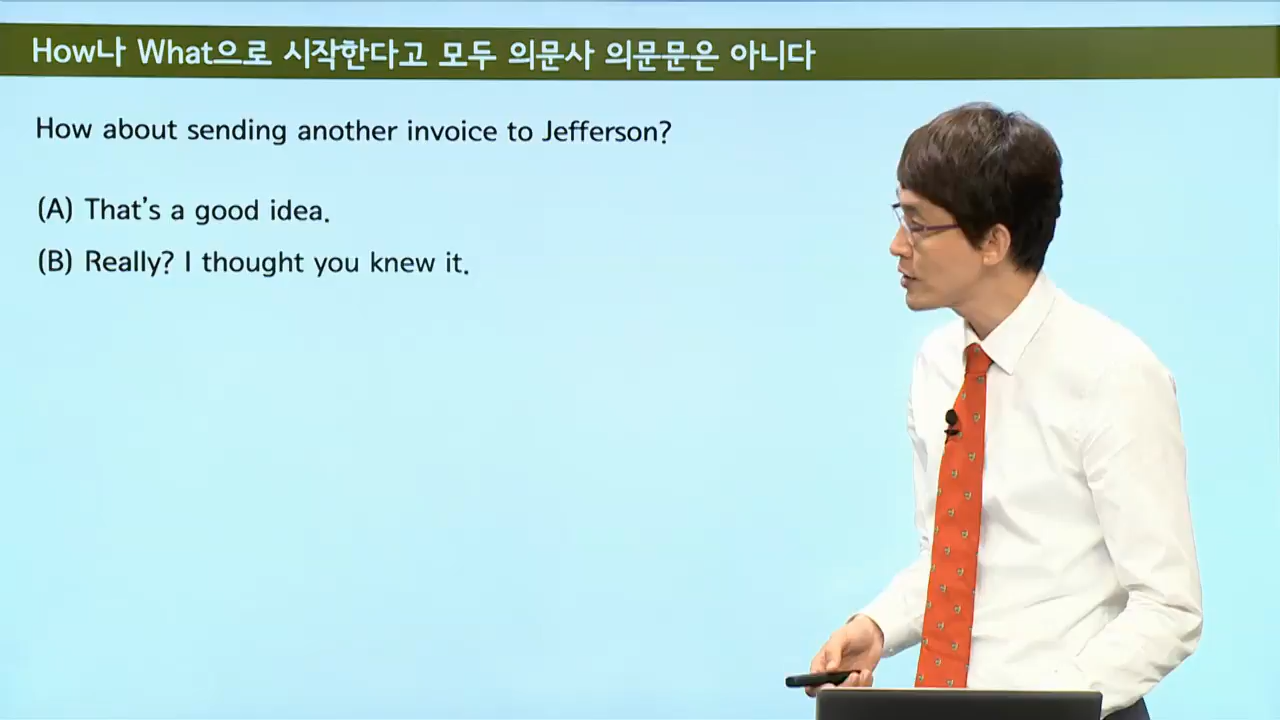 How나 What으로 시작한다고 모두 의문사 의문문은 아니다
How about sending another invoice to Jefferson?
(A) That's a good idea.
(B) Really? I thought you knew it.